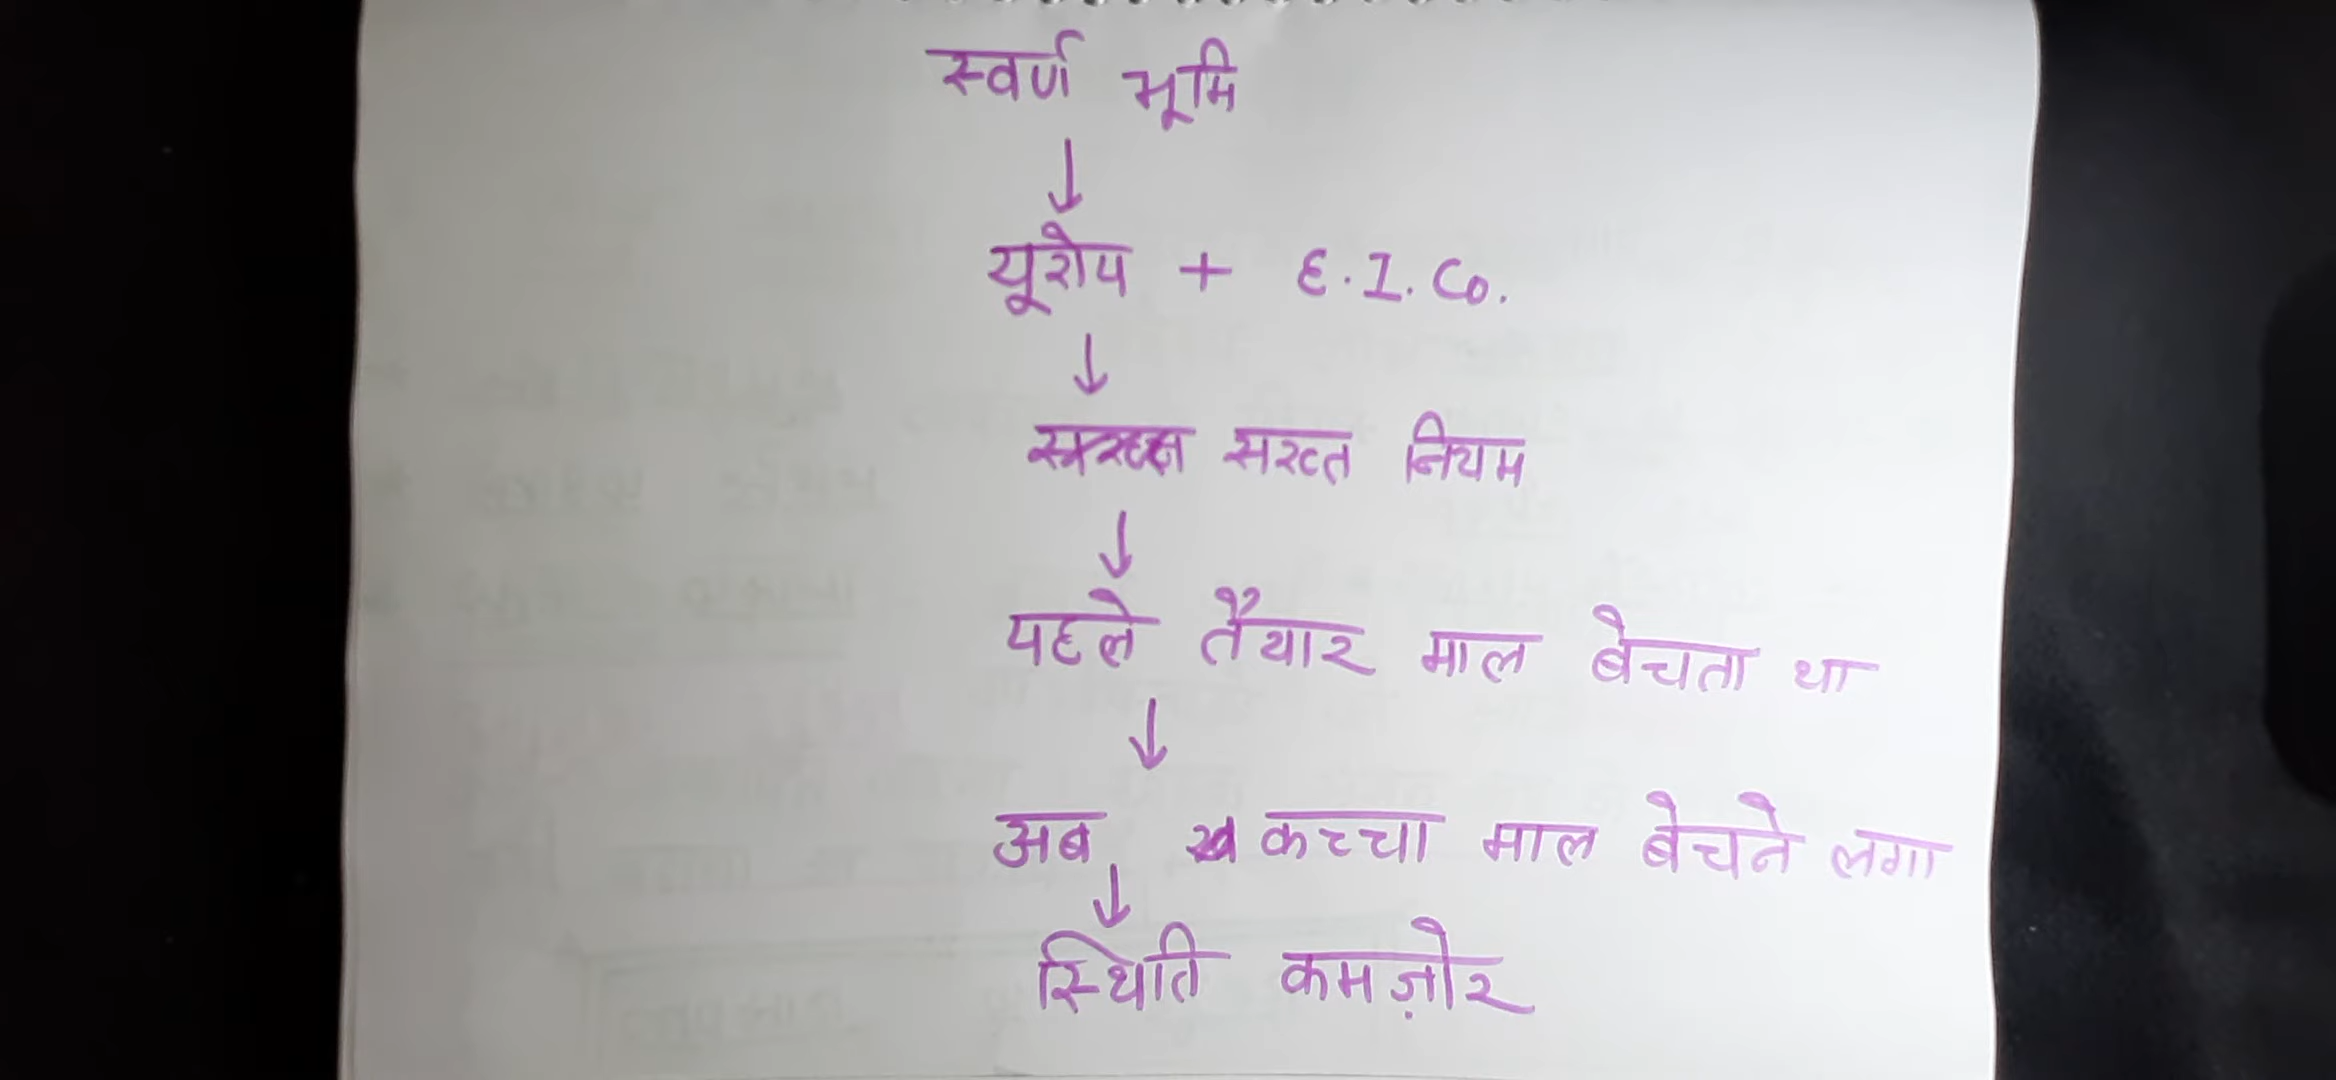 स्वर्ण भूमि
↓
यूरोप + E.I.Co.
↓
सख्त नियम
↓
पहले तैयार माल बेचता था
↓
अब कच्चा माल बेचने लगा
↓
स्थिति कमज़ोर